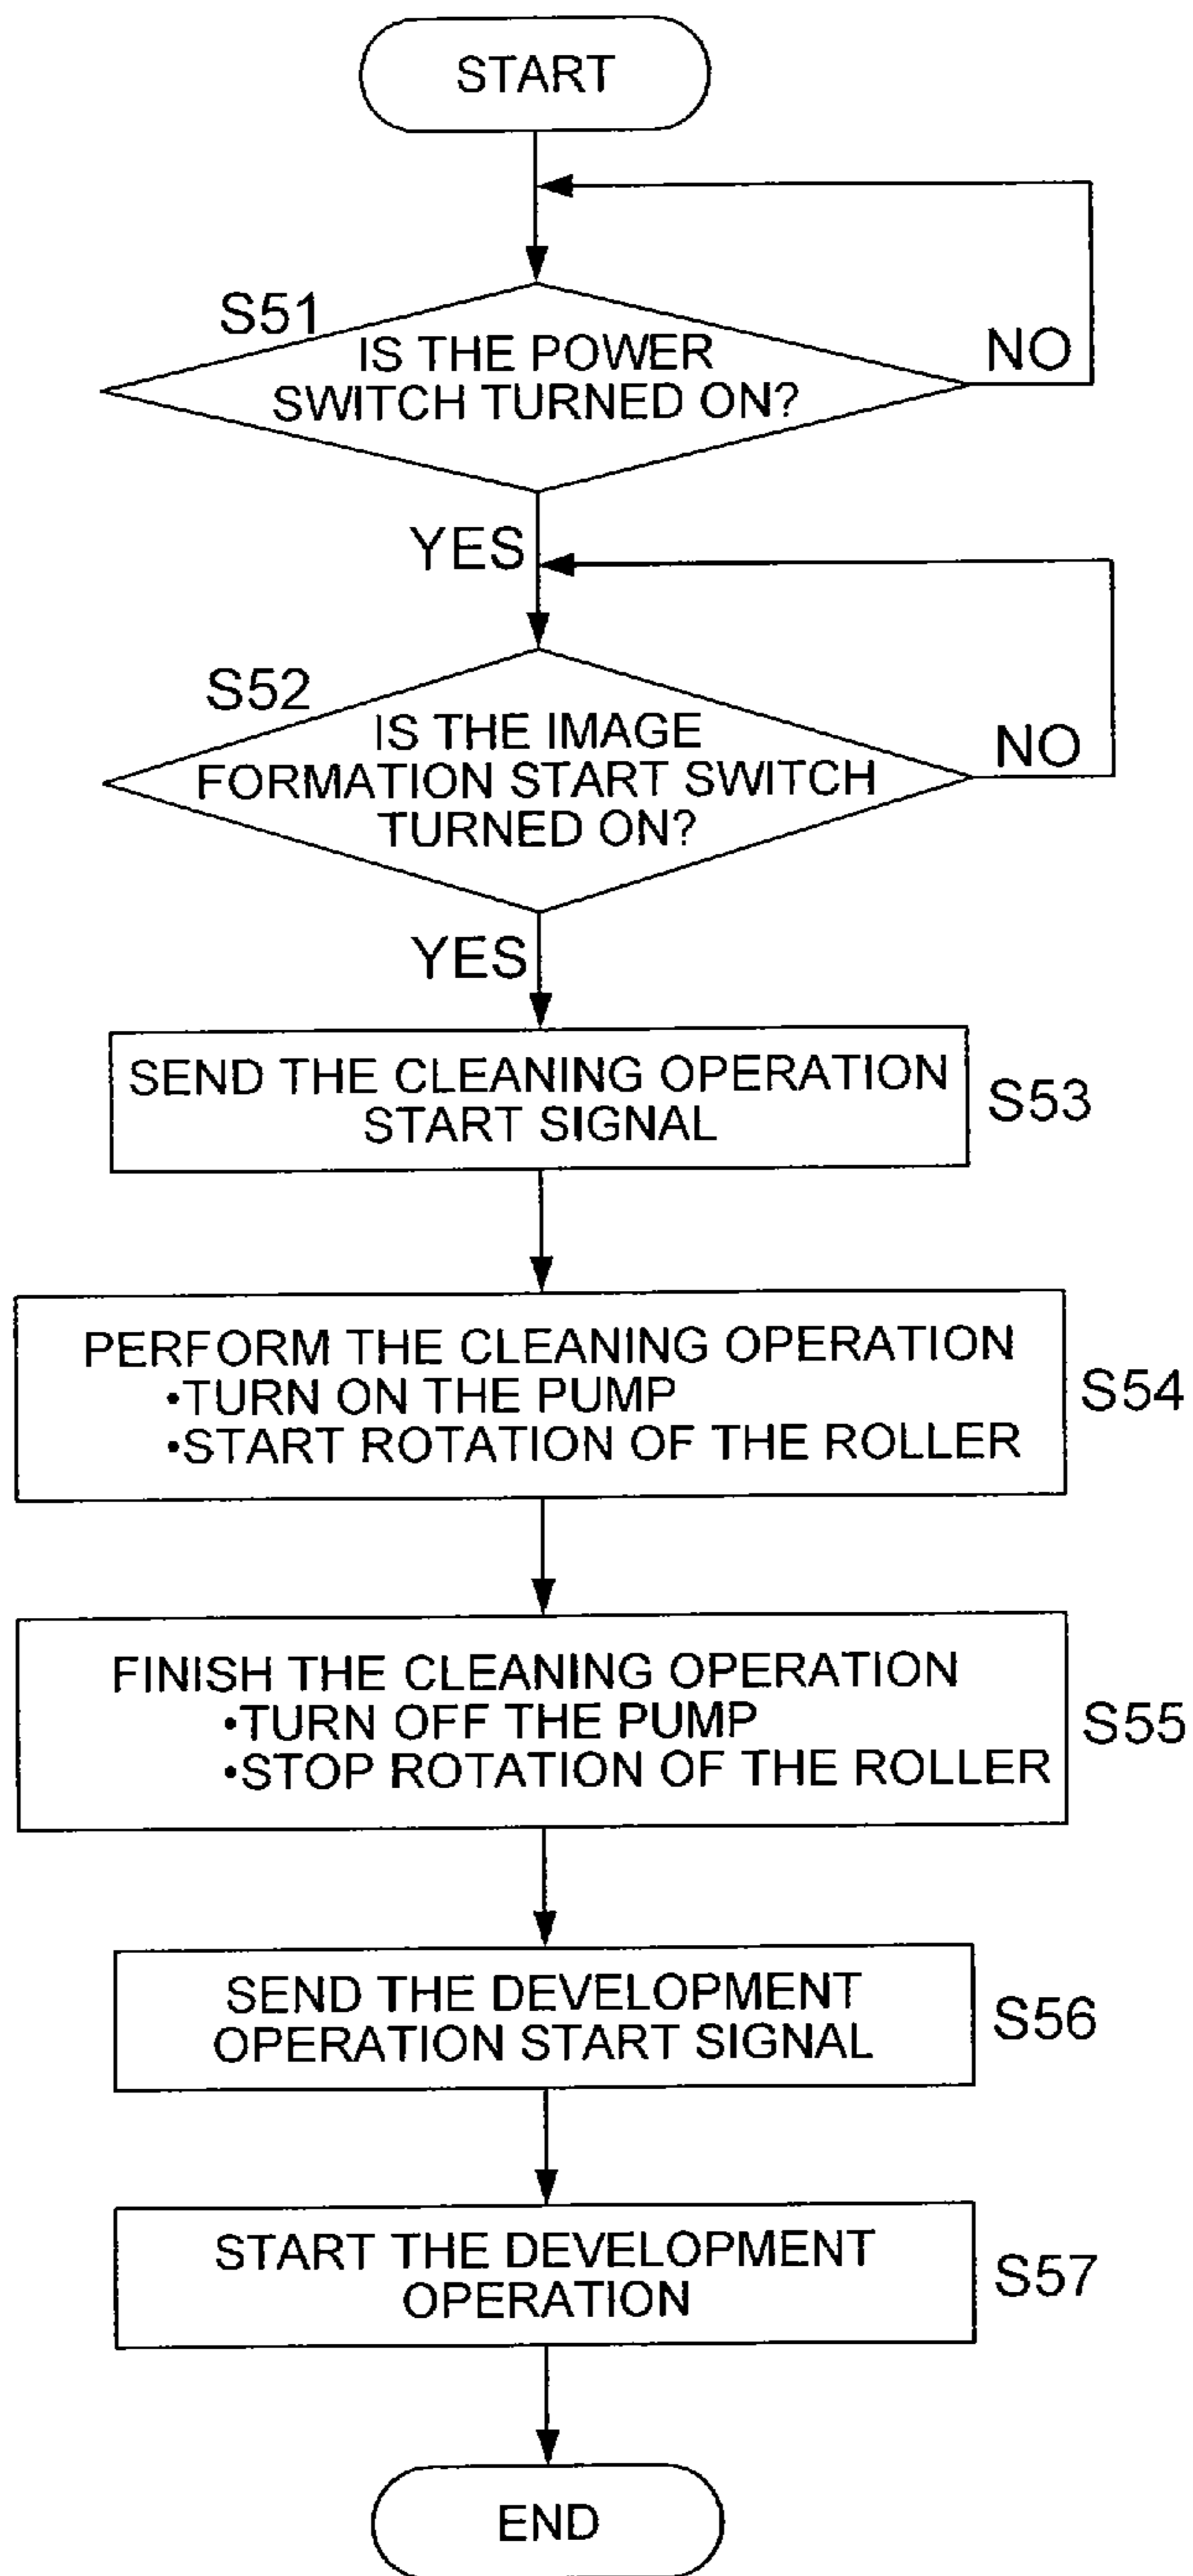 START
S51
IS THE POWER
SWITCH TURNED ON?
NO
YES
S52
IS THE IMAGE
FORMATION START SWITCH
TURNED ON?
NO
YES
SEND THE CLEANING OPERATION
START SIGNAL
S53
PERFORM THE CLEANING OPERATION
•TURN ON THE PUMP
•START ROTATION OF THE ROLLER
S54
FINISH THE CLEANING OPERATION
•TURN OFF THE PUMP
•STOP ROTATION OF THE ROLLER
S55
SEND THE DEVELOPMENT
OPERATION START SIGNAL
S56
START THE DEVELOPMENT
OPERATION
S57
END